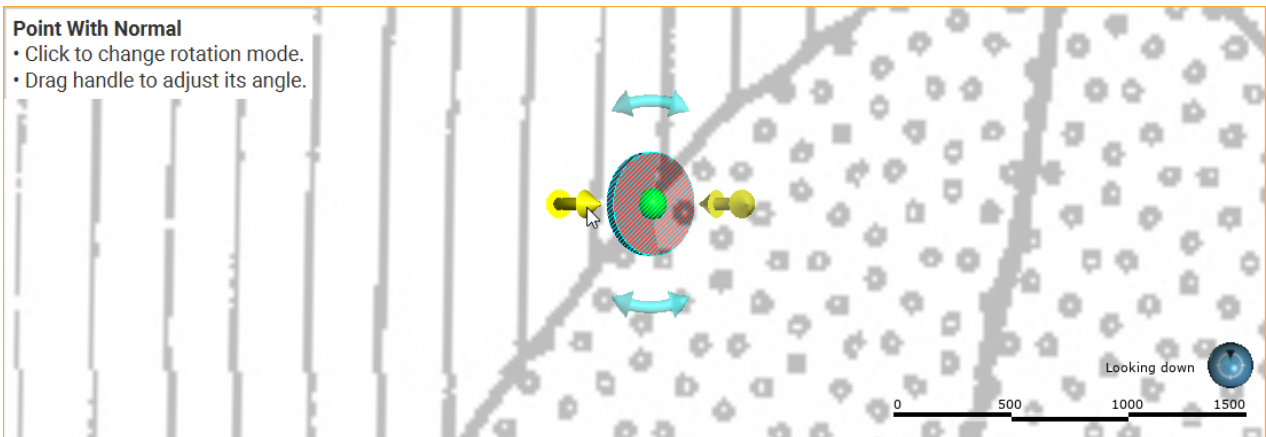 Point With Normal
• Click to change rotation mode.
• Drag handle to adjust its angle.
Looking down
0 500 1000 1500